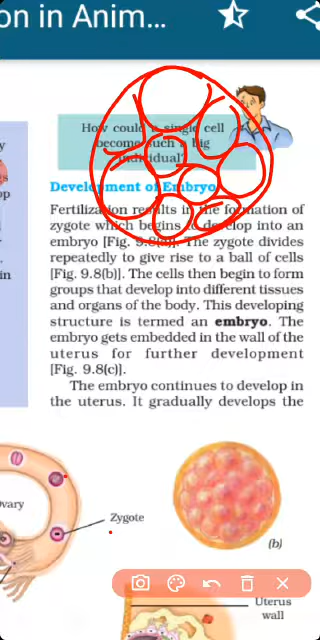 on in Anim...
How could a single cell
become such a big
individual?
Development of Embryo
Fertilization results in the formation of
zygote which begins to develop into an
embryo [Fig. 9.8(a)]. The zygote divides
repeatedly to give rise to a ball of cells
[Fig. 9.8(b)]. The cells then begin to form
groups that develop into different tissues
and organs of the body. This developing
structure is termed an embryo. The
embryo gets embedded in the wall of the
uterus for further development
[Fig. 9.8(c)].
The embryo continues to develop in
the uterus. It gradually develops the
vary
Zygote
(b)
Uterus
wall